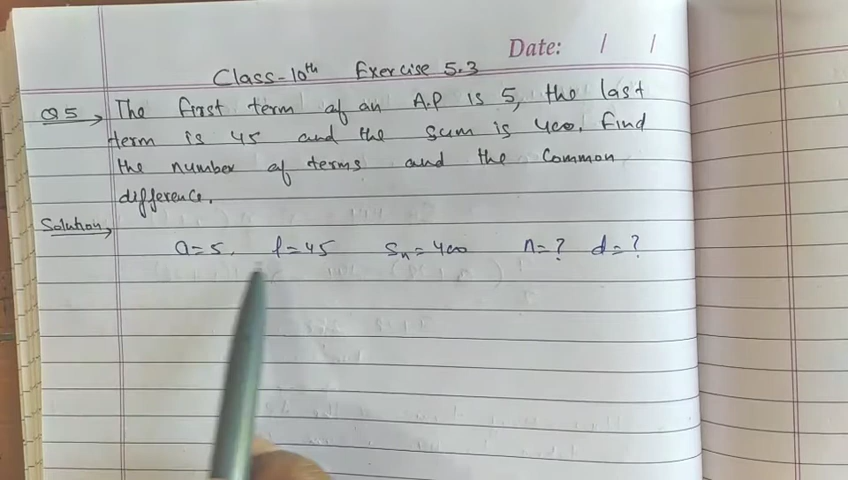 Date: / /
Class-10th Exercise 5.3
Q5 → The first term of an A.P is 5, the last
term is 45 and the sum is 400. Find
the number of terms and the common
difference.
Solution→
a=5, l=45 Sn=400 n=? d=?